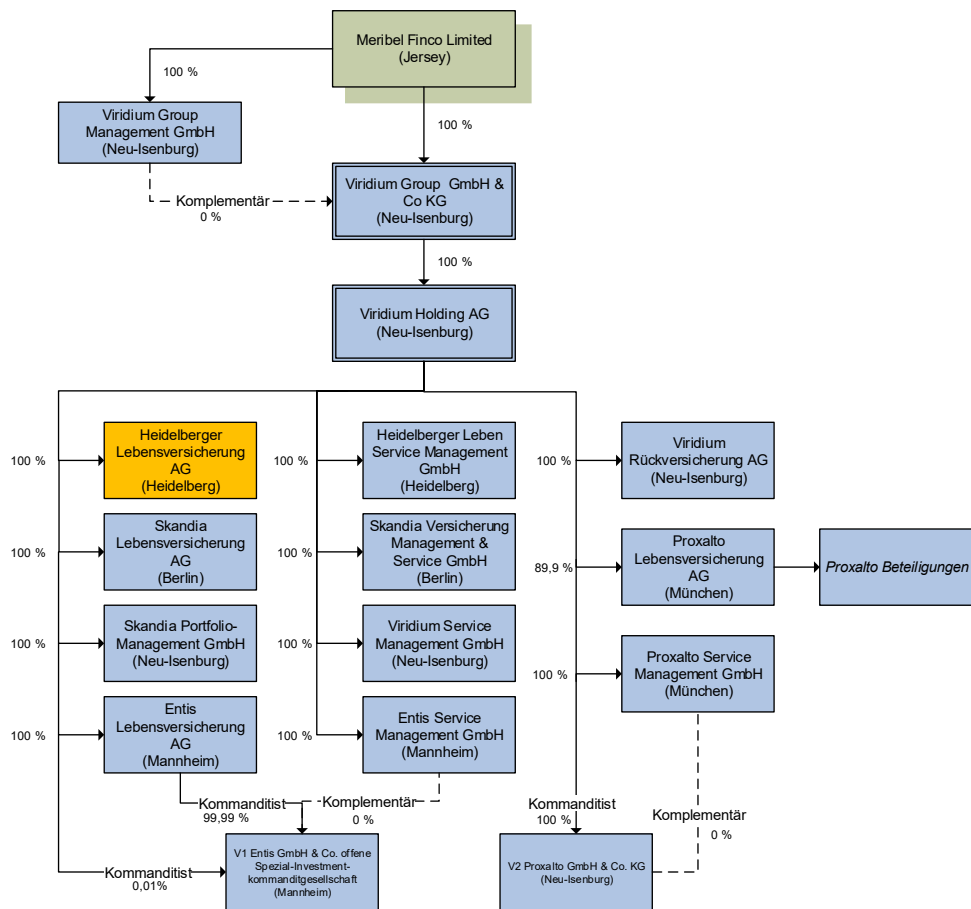 Meribel Finco Limited
(Jersey)
100 %
100 %
Viridium Group
Management GmbH
(Neu-Isenburg)
Viridium Group GmbH &
Co KG
(Neu-Isenburg)
Komplementär
0 %
100 %
Viridium Holding AG
(Neu-Isenburg)
Heidelberger
Lebensversicherung
AG
(Heidelberg)
100 %
Heidelberger Leben
Service Management
GmbH
(Heidelberg)
100 %
Viridium
Rückversicherung AG
(Neu-Isenburg)
100 %
Skandia
Lebensversicherung
AG
(Berlin)
100 %
Skandia Versicherung
Management &
Service GmbH
(Berlin)
100 %
Proxalto
Lebensversicherung
AG
(München)
89,9 %
Proxalto Beteiligungen
Skandia Portfolio-
Management GmbH
(Neu-Isenburg)
100 %
Viridium Service
Management GmbH
(Neu-Isenburg)
100 %
Proxalto Service
Management GmbH
(München)
100 %
Entis
Lebensversicherung
AG
(Mannheim)
100 %
Entis Service
Management GmbH
(Mannheim)
100 %
Kommanditist
99,99 %
Komplementär
0 %
Kommanditist
100 %
Komplementär
0 %
V1 Entis GmbH & Co. offene
Spezial-Investment-
kommanditgesellschaft
(Mannheim)
Kommanditist
0,01%
V2 Proxalto GmbH & Co. KG
(Neu-Isenburg)